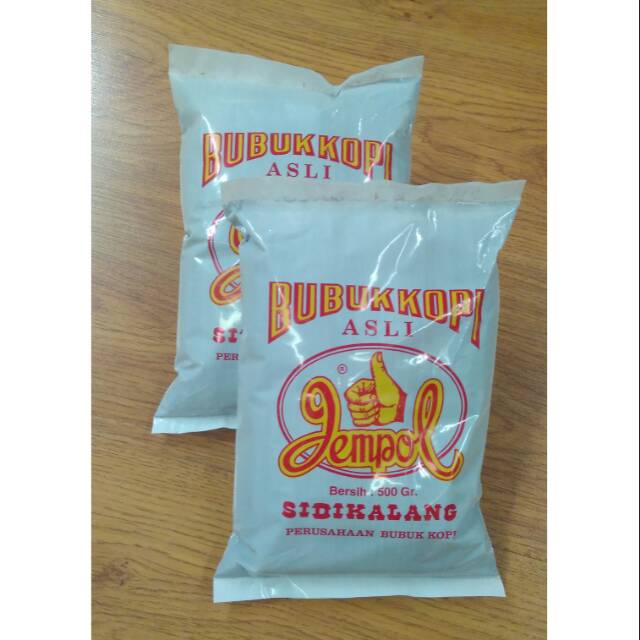 BUBUKKOPI
ASLI
BUBUKKOPI
ASLI
®
Jempol
Bersih : 500 Gr.
SIDIKALANG
PERUSAHAAN BUBUK KOPI